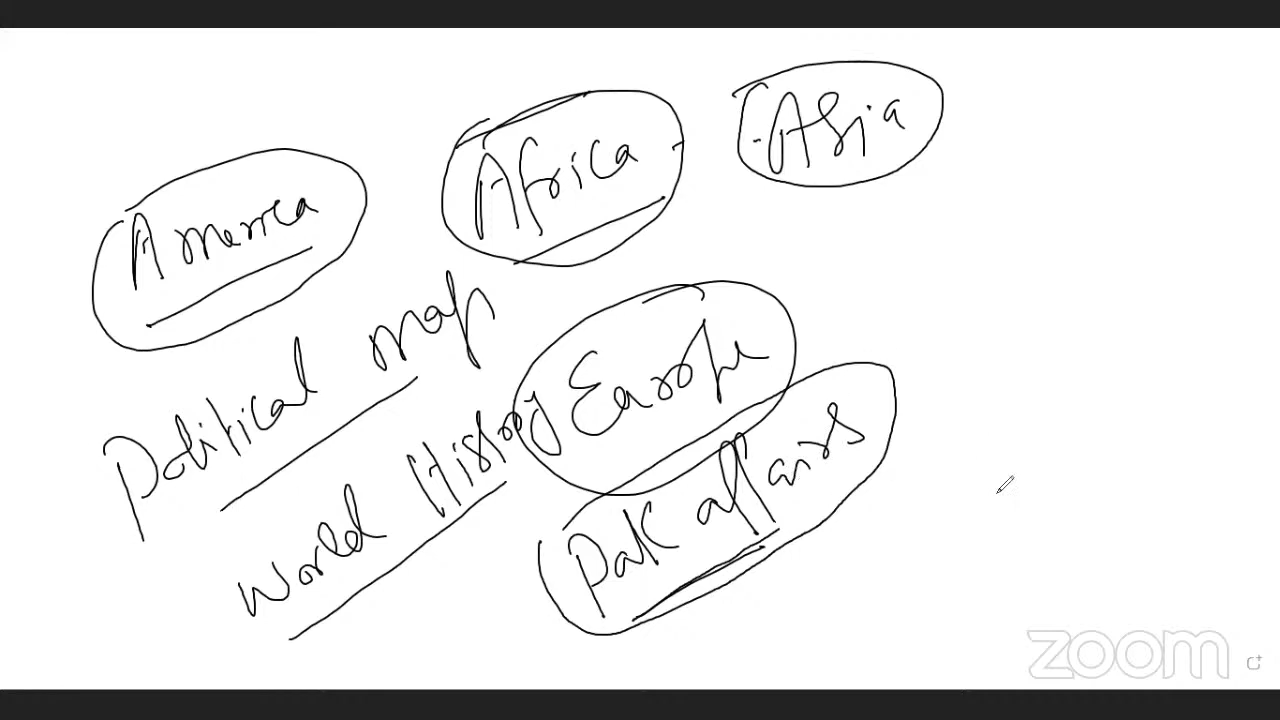 America
Africa
Asia
Political map
Europe
World History
Pak affairs
zoom